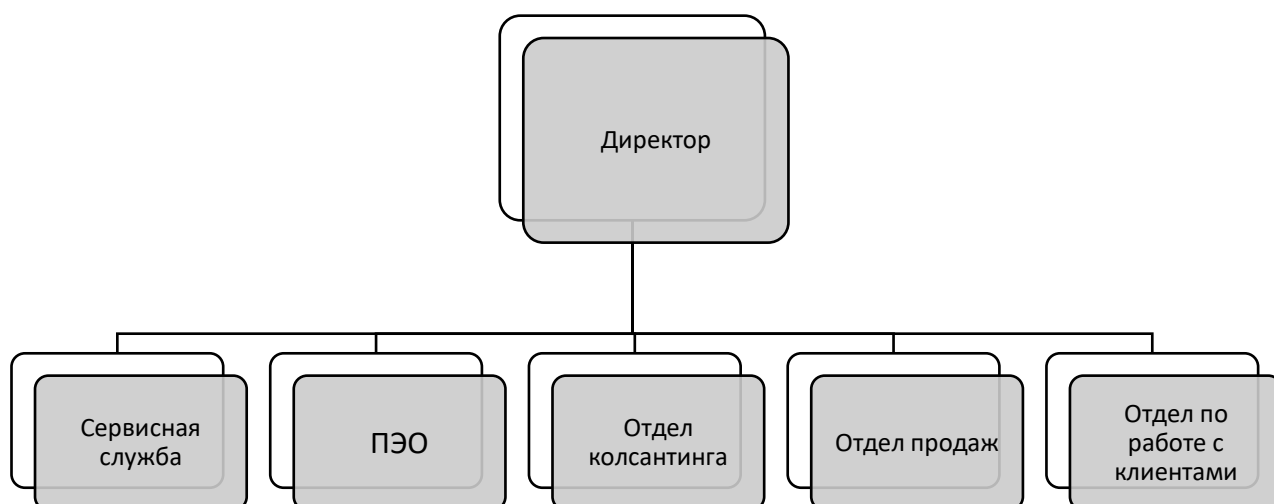 Директор
Сервисная
служба
ПЭО
Отдел
колсантинга
Отдел продаж
Отдел по
работе с
клиентами